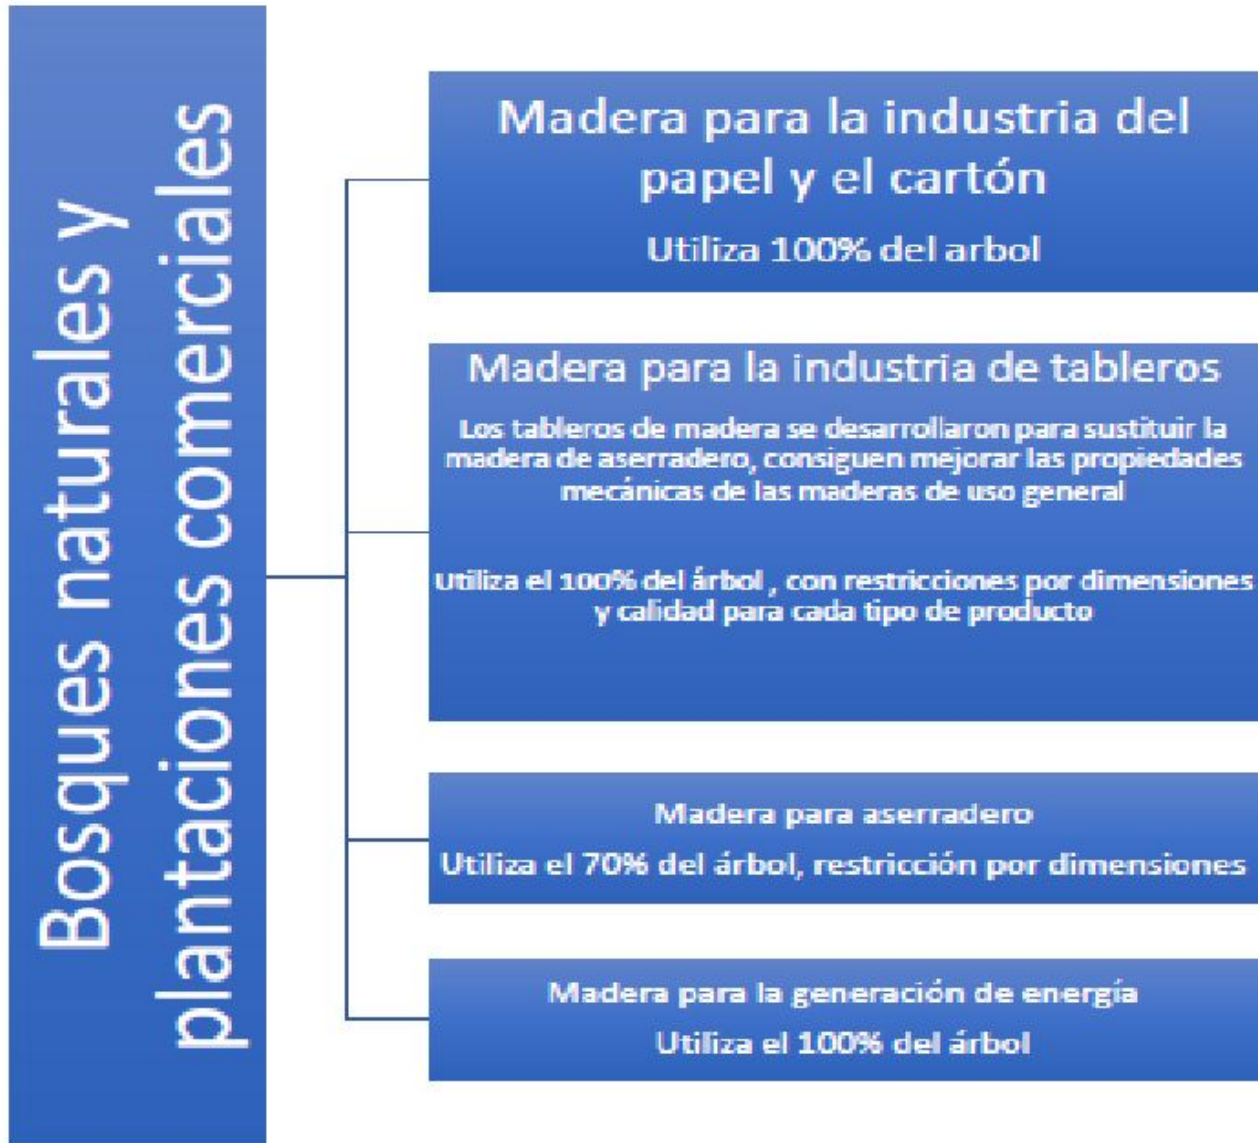 Bosques naturales y
plantaciones comerciales
Madera para la industria del
papel y el cartón
Utiliza 100% del arbol
Madera para la industria de tableros
Los tableros de madera se desarrollaron para sustituir la
madera de aserradero, consiguen mejorar las propiedades
mecánicas de las maderas de uso general
Utiliza el 100% del árbol , con restricciones por dimensiones
y calidad para cada tipo de producto
Madera para aserradero
Utiliza el 70% del árbol, restricción por dimensiones
Madera para la generación de energía
Utiliza el 100% del árbol